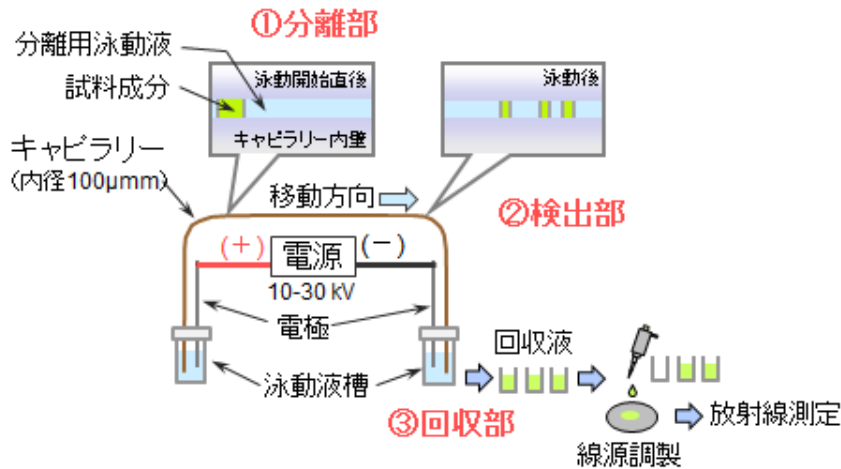 ①分離部
分離用泳動液
試料成分
泳動開始直後
キャピラリー内壁
泳動後
キャピラリー
(内径100μmm)
移動方向
②検出部
(+)
電源
(−)
10-30 kV
電極
泳動液槽
回収液
③回収部
放射線測定
線源調製